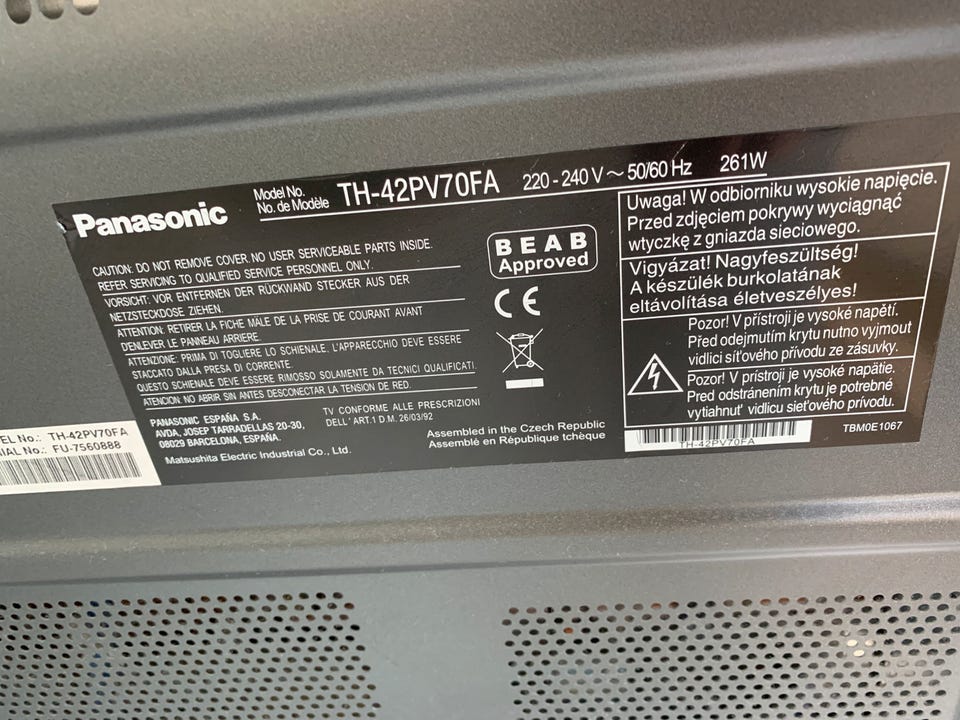 Panasonic
Model No.
No. de Modèle
TH-42PV70FA
220 - 240 V ~ 50/60 Hz 261W
CAUTION: DO NOT REMOVE COVER. NO USER SERVICEABLE PARTS INSIDE.
REFER SERVICING TO QUALIFIED SERVICE PERSONNEL ONLY.
VORSICHT: VOR ENTFERNEN DER RÜCKWAND STECKER AUS DER
NETZSTECKDOSE ZIEHEN.
ATTENTION: RETIRER LA FICHE MÂLE DE LA PRISE DE COURANT AVANT
D'ENLEVER LE PANNEAU ARRIÈRE.
ATTENZIONE: PRIMA DI TOGLIERE LO SCHIENALE. L'APPARECCHIO DEVE ESSERE
STACCATO DALLA PRESA DI CORRENTE.
QUESTO SCHIENALE DEVE ESSERE RIMOSSO SOLAMENTE DA TECNICI QUALIFICATI.
ATENCION: NO ABRIR SIN ANTES DESCONECTAR LA TENSION DE RED.
PANASONIC ESPAÑA S.A.
AVDA, JOSEP TARRADELLAS 20-30,
08029 BARCELONA, ESPAÑA.
Matsushita Electric Industrial Co., Ltd.
TV CONFORME ALLE PRESCRIZIONI
DELL' ART.1 D.M. 26/03/92
BEAB
Approved
CE
Assembled in the Czech Republic
Assemblé en République tchèque
Uwaga! W odbiorniku wysokie napięcie.
Przed zdjęciem pokrywy wyciągnąć
wtyczkę z gniazda sieciowego.
Vigyázat! Nagyfeszültség!
A készülék burkolatának
eltávolítása életveszélyes!
Pozor! V přístroji je vysoké napětí.
Před odejmutím krytu nutno vyjmout
vidlici síťového přívodu ze zásuvky.
Pozor! V prístroji je vysoké napätie.
Pred odstránením krytu je potrebné
vytiahnuť vidlicu sieťového prívodu.
TH-42PV70FA
TBM0E1067
EL No.: TH-42PV70FA
IAL No.: FU-7560888